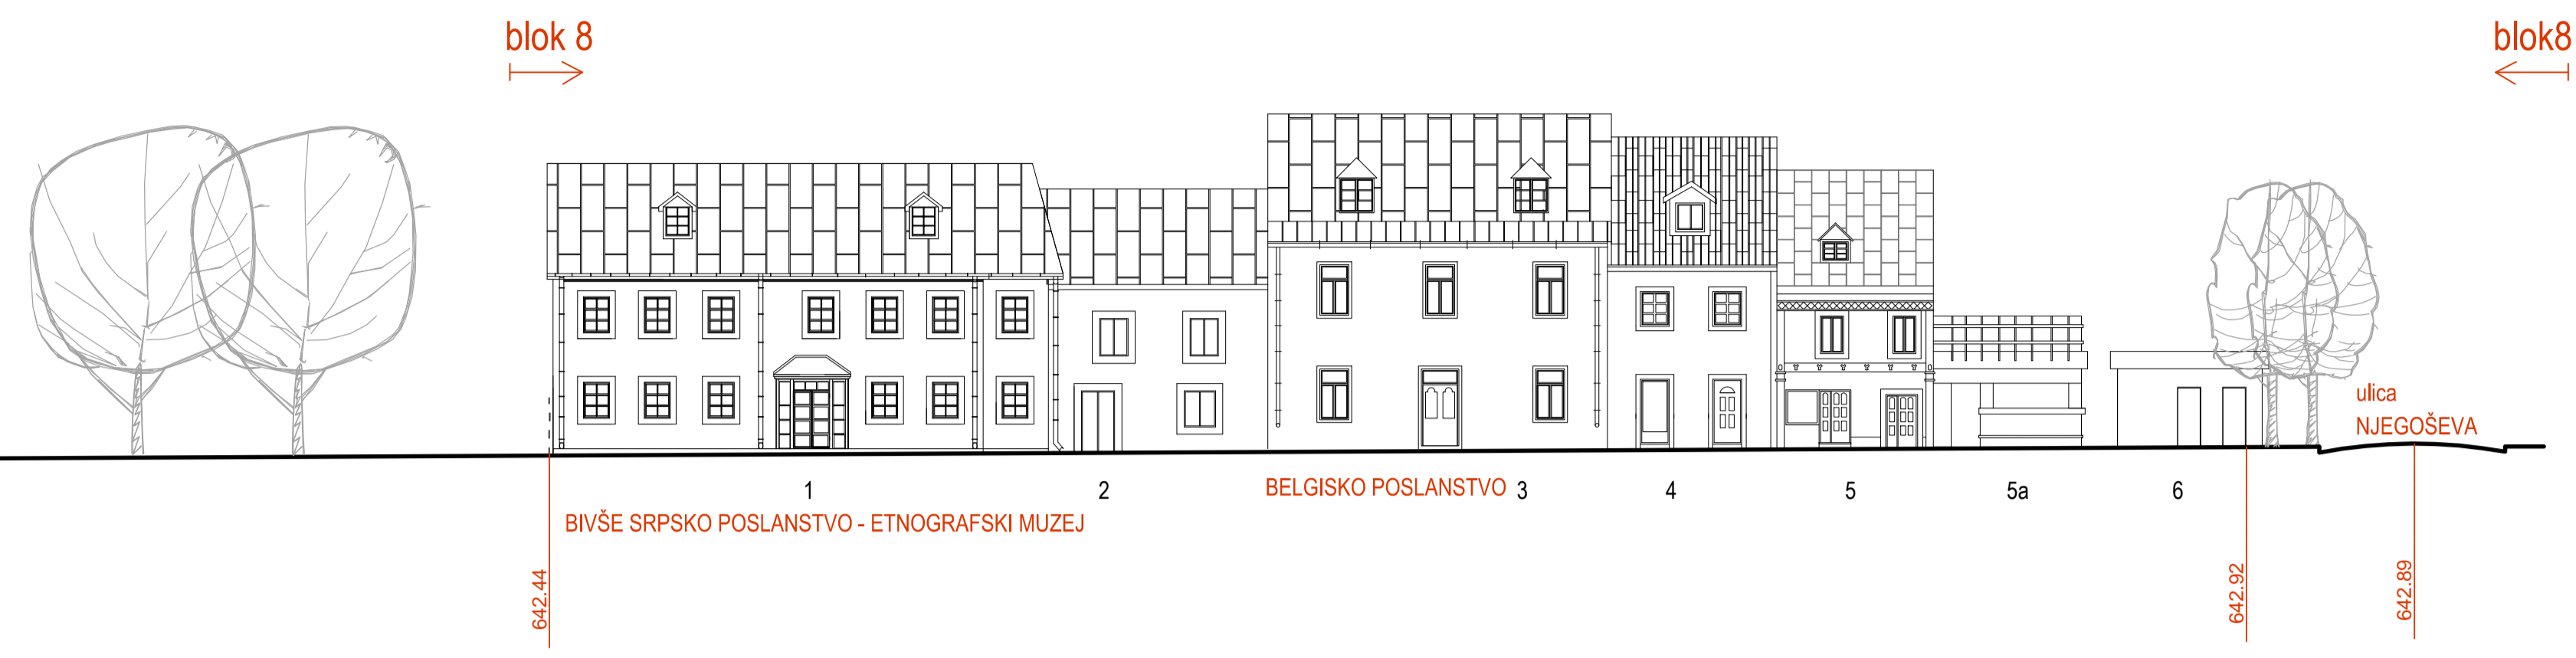 blok 8
blok8
ulica
NJEGOŠEVA
1
2
BELGISKO POSLANSTVO 3
4
5
5a
6
BIVŠE SRPSKO POSLANSTVO - ETNOGRAFSKI MUZEJ
642.44
642.92
642.89